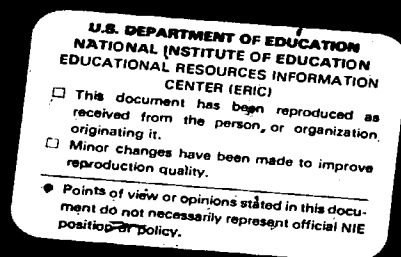 U.S. DEPARTMENT OF EDUCATION
NATIONAL INSTITUTE OF EDUCATION
EDUCATIONAL RESOURCES INFORMATION
CENTER (ERIC)
□ This document has been reproduced as
received from the person or organization
originating it.
□ Minor changes have been made to improve
reproduction quality.
● Points of view or opinions stated in this docu-
ment do not necessarily represent official NIE
position or policy.